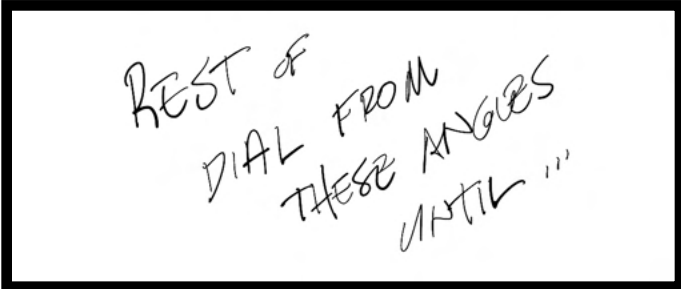 REST OF
DIAL FROM
THESE ANGLES
UNTIL ...